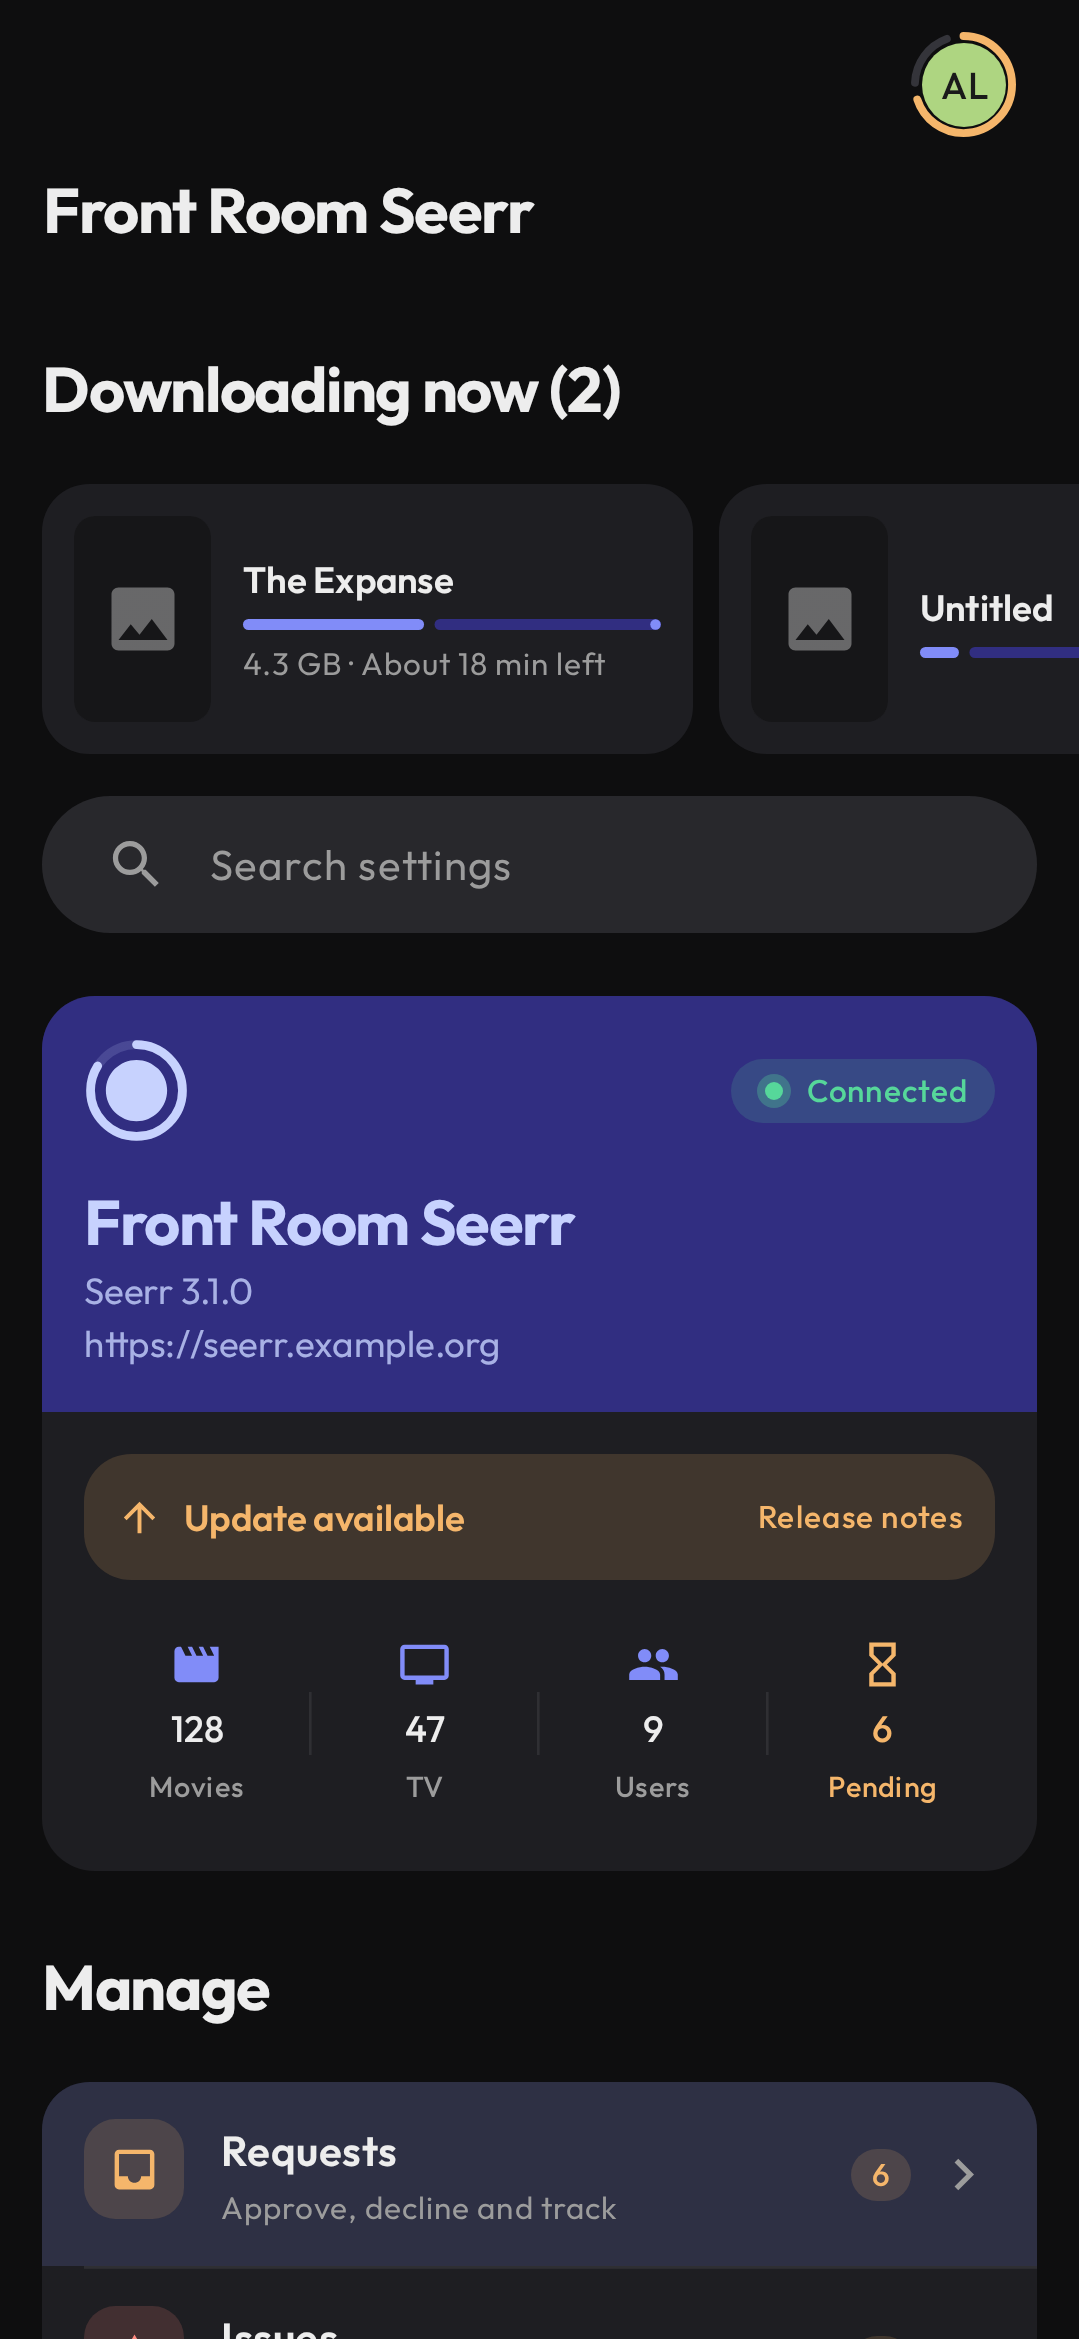 AL
Front Room Seerr
Downloading now (2)
The Expanse
4.3 GB · About 18 min left
Untitled
Search settings
Connected
Front Room Seerr
Seerr 3.1.0
https://seerr.example.org
Update available
Release notes
128
Movies
47
TV
9
Users
6
Pending
Manage
Requests
Approve, decline and track
6
Issues